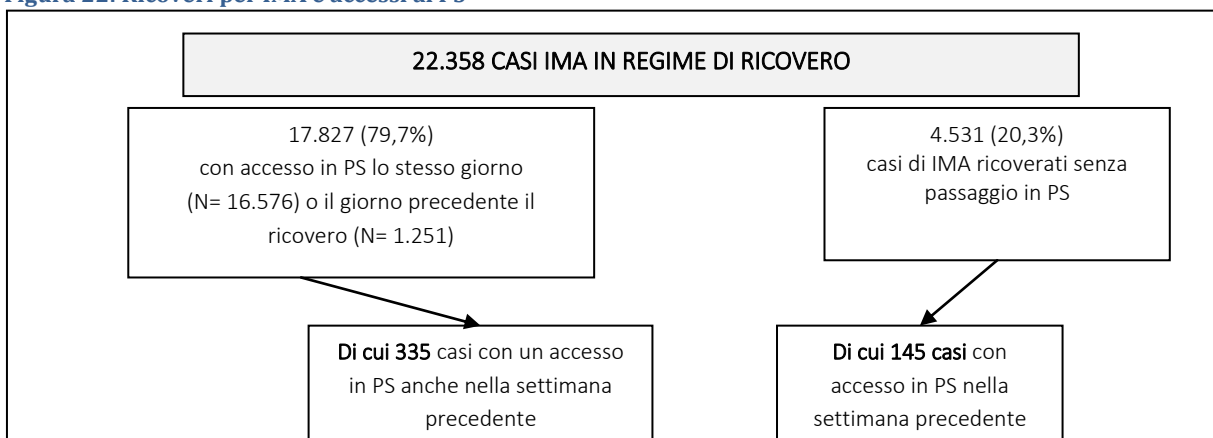 Figura 22. Ricoveri per IMA e accessi al PS
22.358 CASI IMA IN REGIME DI RICOVERO
17.827 (79,7%)
con accesso in PS lo stesso giorno
(N= 16.576) o il giorno precedente il
ricovero (N= 1.251)
4.531 (20,3%)
casi di IMA ricoverati senza
passaggio in PS
Di cui 335 casi con un accesso
in PS anche nella settimana
precedente
Di cui 145 casi con
accesso in PS nella
settimana precedente